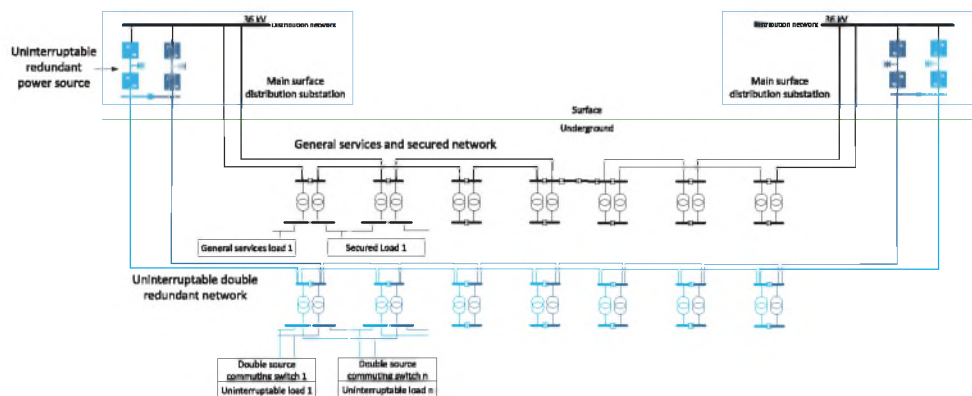 36 kV
Distribution network
36 kV
Distribution network
Uninterruptable
redundant
power source
Main surface
distribution substation
Main surface
distribution substation
Surface
Underground
General services and secured network
General services load 1
Secured Load 1
Uninterruptable double
redundant network
Double source
commuting switch 1
Uninterruptable load 1
Double source
commuting switch n
Uninterruptable load n